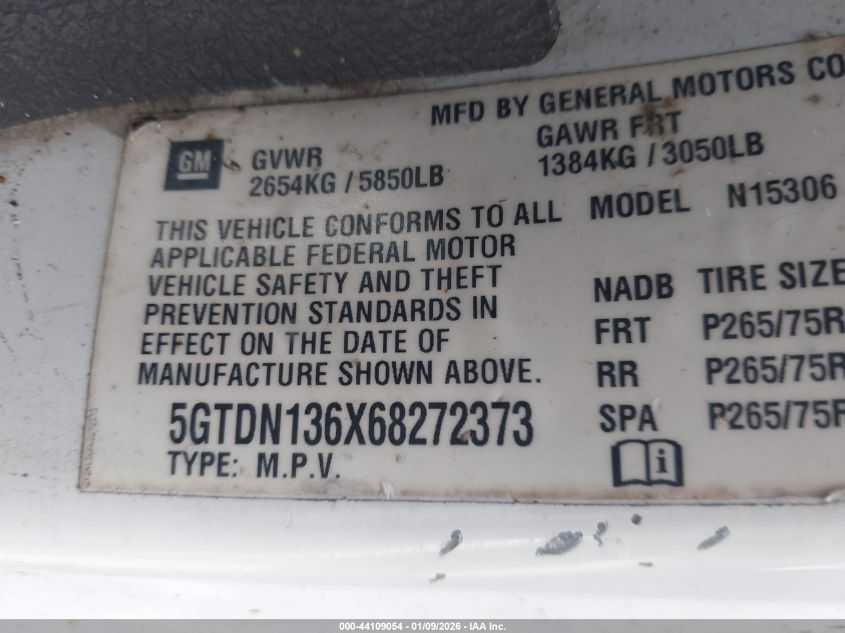 MFD BY GENERAL MOTORS CO
GM
GVWR
2654KG / 5850LB
GAWR FRT
1384KG / 3050LB
THIS VEHICLE CONFORMS TO ALL
APPLICABLE FEDERAL MOTOR
VEHICLE SAFETY AND THEFT
PREVENTION STANDARDS IN
EFFECT ON THE DATE OF
MANUFACTURE SHOWN ABOVE.
5GTDN136X68272373
TYPE: M.P.V.
MODEL N15306
NADB TIRE SIZE
FRT P265/75R
RR P265/75R
SPA P265/75R
i
000-44109054 - 01/09/2026 - IAA Inc.